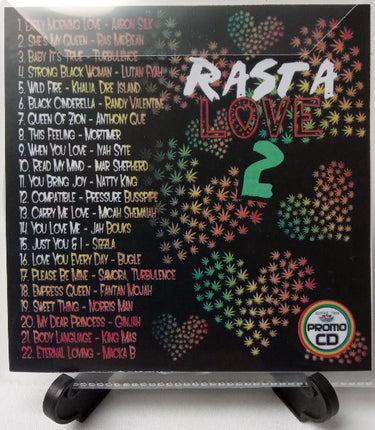 1. Early Morning Love - Aaron Silk
2. She's My Queen - Ras McBean
3. Baby It's True - Turbulence
4. Strong Black Woman - Lutan Fyah
5. Wild Fire - Khalia, Dre Island
6. Black Cinderella - Randy Valentine
7. Queen Of Zion - Anthony Que
8. This Feeling - Mortimer
9. When You Love - Iyah Syte
10. Read My Mind - Imar Shepherd
11. You Bring Joy - Natty King
12. Compatible - Pressure Busspipe
13. Carry Me Love - Micah Shemaiah
14. You Love Me - Jah Bouks
15. Just You & I - Sizzla
16. Love You Every Day - Bugle
17. Please Be Mine - Samora, Turbulence
18. Empress Queen - Fantan Mojah
19. Sweet Thing - Norris Man
20. My Dear Princess - Ginjah
21. Body Language - King Mas
22. Eternal Loving - Macka B
RASTA
LOVE
2
PROMO
CD